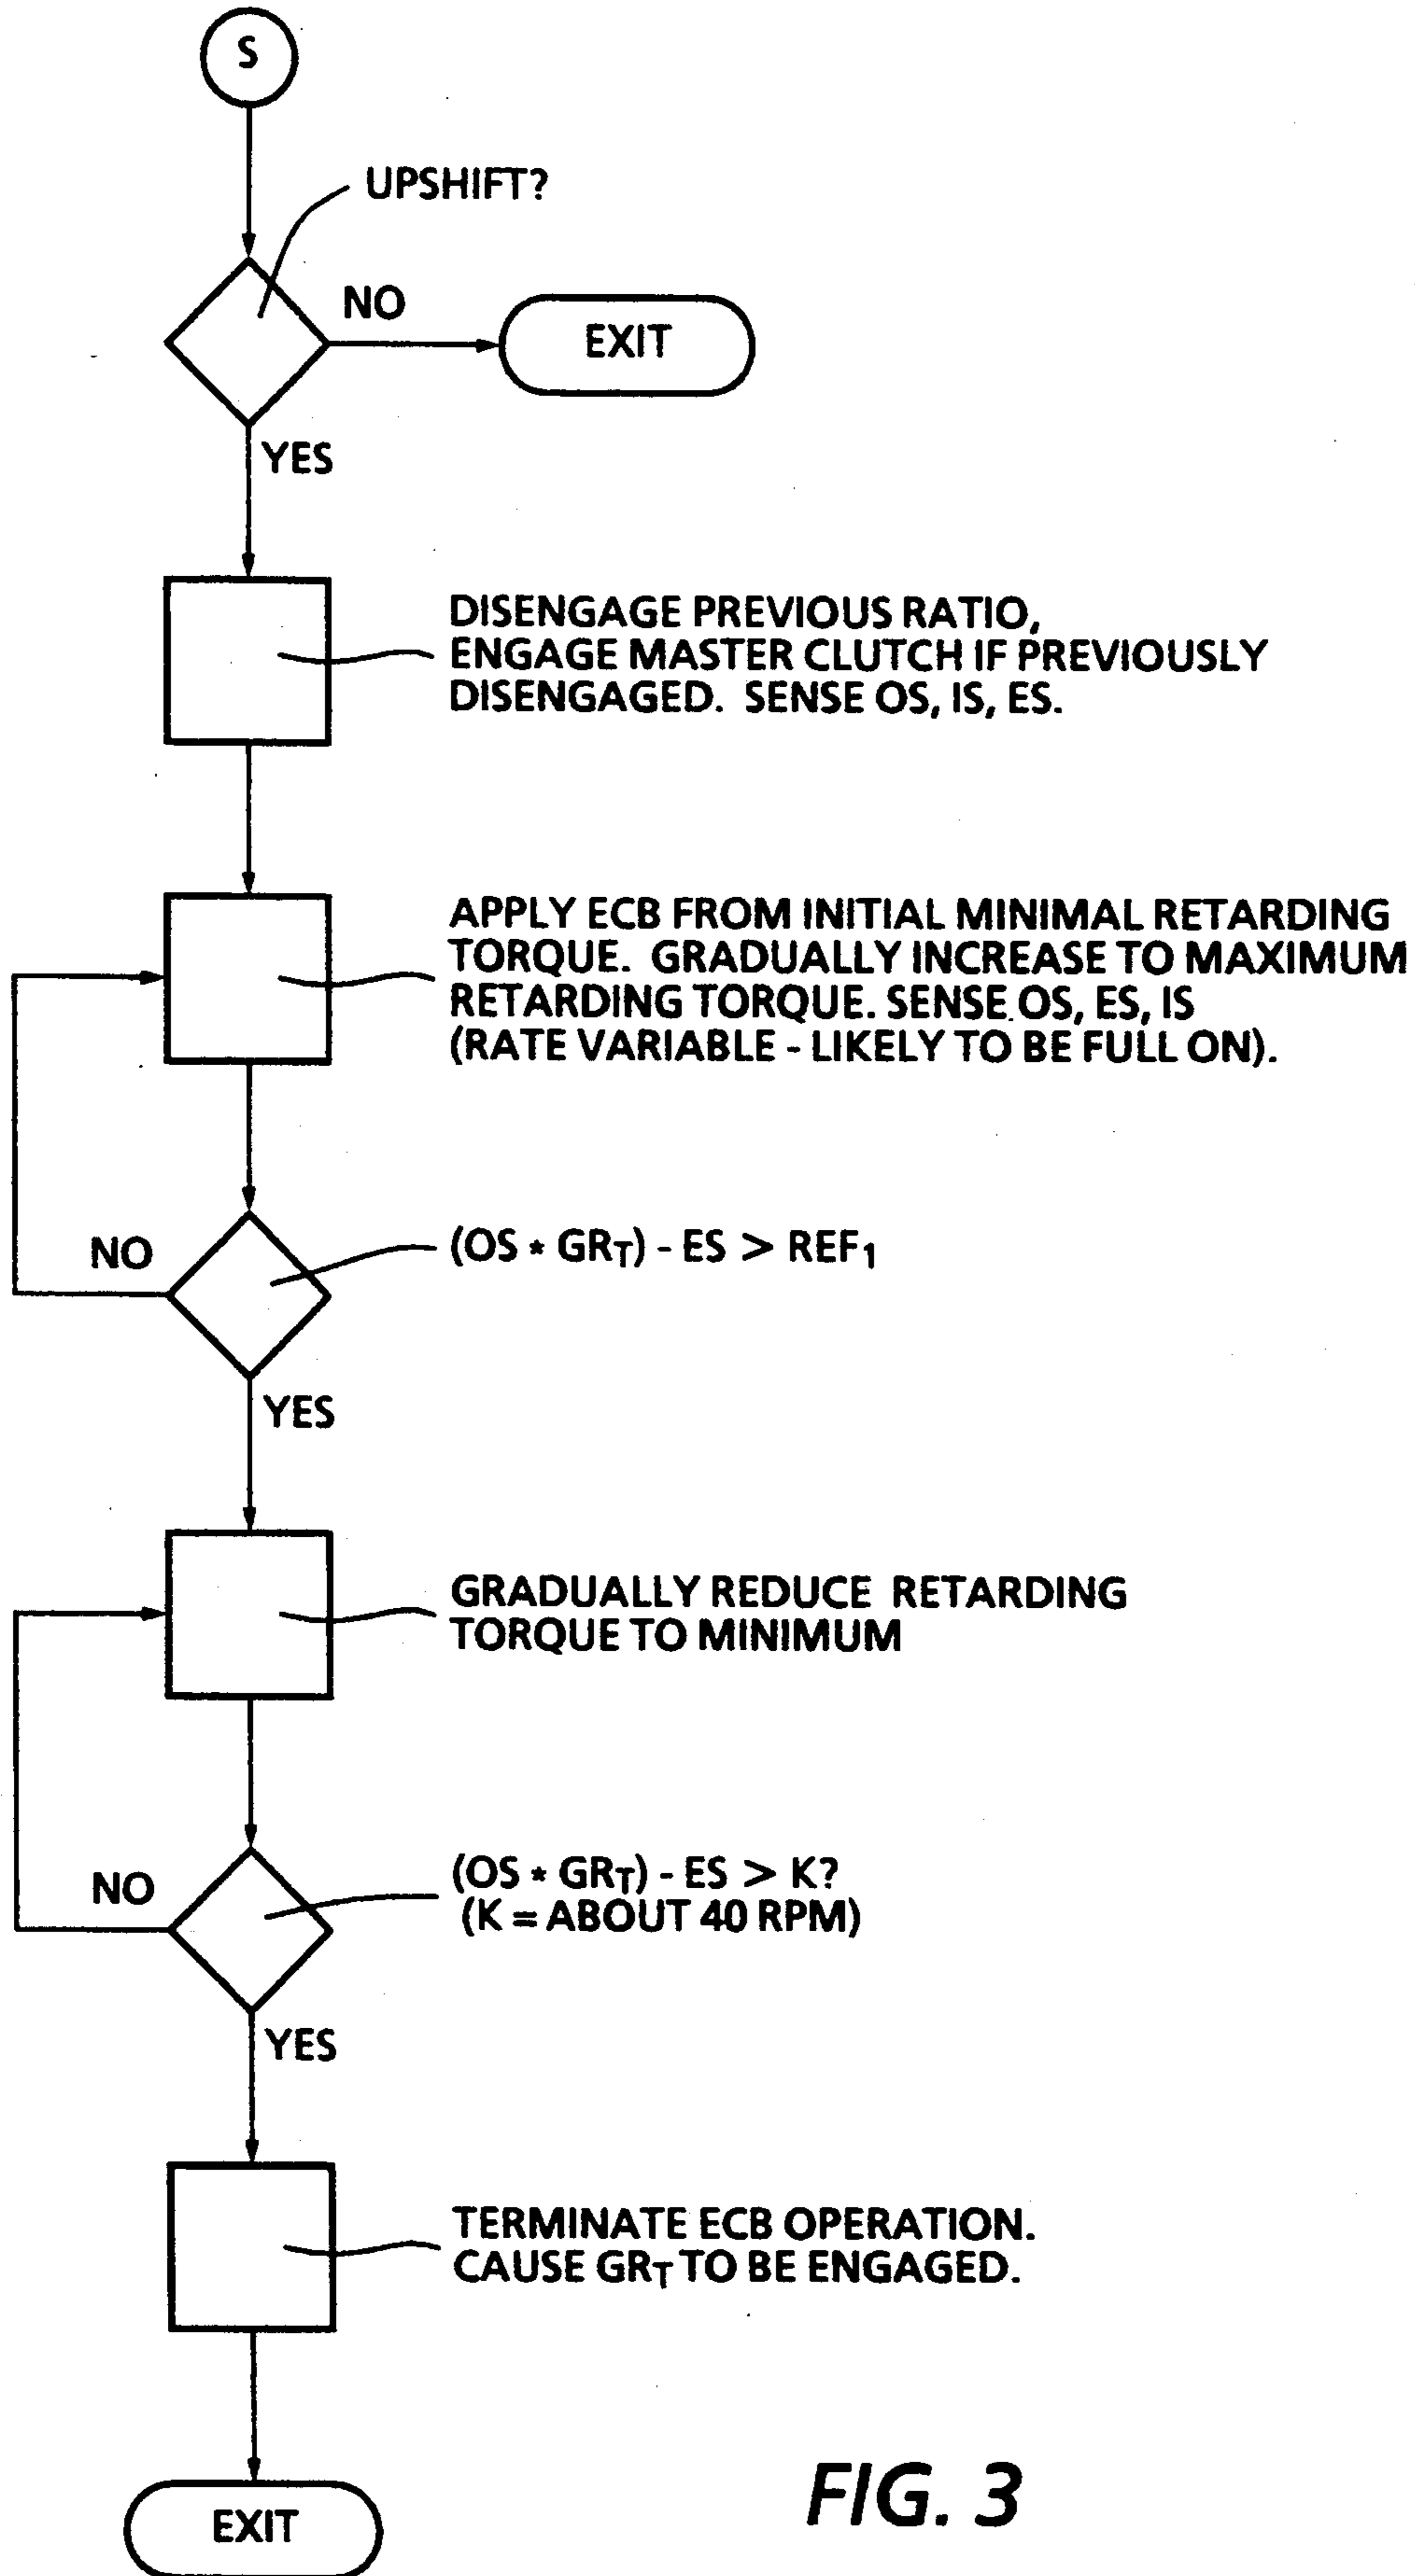 S
UPSHIFT?
NO
EXIT
YES
DISENGAGE PREVIOUS RATIO,
ENGAGE MASTER CLUTCH IF PREVIOUSLY
DISENGAGED. SENSE OS, IS, ES.
APPLY ECB FROM INITIAL MINIMAL RETARDING
TORQUE. GRADUALLY INCREASE TO MAXIMUM
RETARDING TORQUE. SENSE OS, ES, IS
(RATE VARIABLE - LIKELY TO BE FULL ON).
NO
(OS * GRT) - ES > REF1
YES
GRADUALLY REDUCE RETARDING
TORQUE TO MINIMUM
NO
(OS * GRT) - ES > K?
(K = ABOUT 40 RPM)
YES
TERMINATE ECB OPERATION.
CAUSE GRT TO BE ENGAGED.
EXIT
FIG. 3